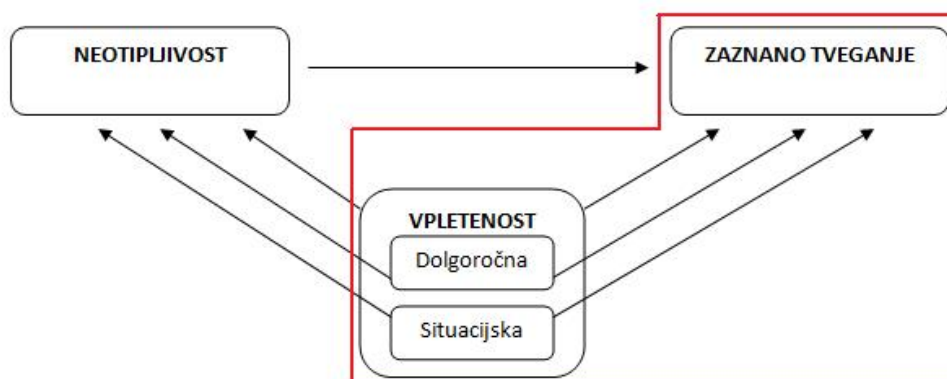 NEOTIPLJIVOST
ZAZNANO TVEGANJE
VPLETENOST
Dolgoročna
Situacijska